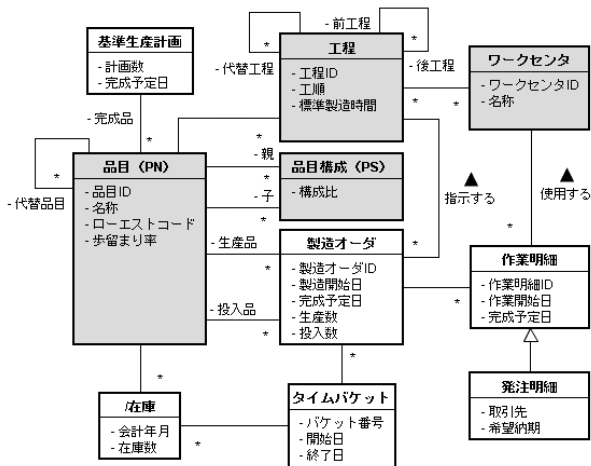 - 前工程
*
*
- 代替工程
- 後工程
基準生産計画
- 計画数
- 完成予定日
工程
- 工程ID
- 工順
- 標準製造時間
ワークセンタ
- ワークセンタID
- 名称
*
*
- 完成品
*
*
*
- 代替品目
品目（PN）
- 品目ID
- 名称
- ローエストコード
- 歩留まり率
- 親
*
- 子
*
品目構成（PS）
- 構成比
▲
指示する
▲
使用する
- 生産品
*
- 投入品
*
製造オーダ
- 製造オーダID
- 製造開始日
- 完成予定日
- 生産数
- 投入数
*
*
*
作業明細
- 作業明細ID
- 作業開始日
- 完成予定日
*
*
/在庫
- 会計年月
- 在庫数
*
タイムバケット
- バケット番号
- 開始日
- 終了日
発注明細
- 取引先
- 希望納期